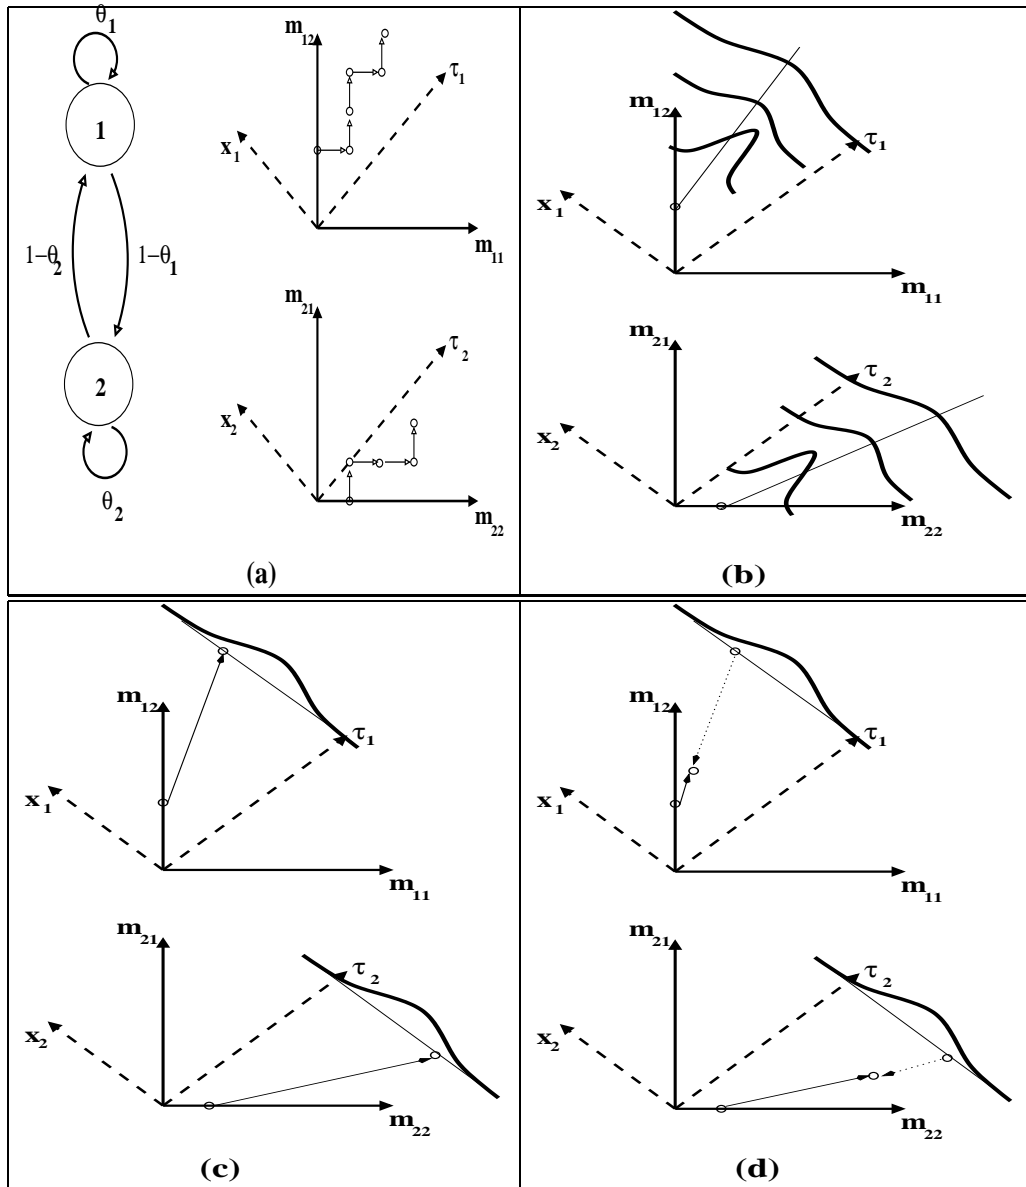 θ₁
1
1−θ₂
1−θ₁
2
θ₂
m₁₂
τ₁
x₁
m₁₁
m₂₁
τ₂
x₂
m₂₂
(a)
m₁₂
τ₁
x₁
m₁₁
m₂₁
τ₂
x₂
m₂₂
(b)
m₁₂
τ₁
x₁
m₁₁
m₂₁
τ₂
x₂
m₂₂
(c)
m₁₂
τ₁
x₁
m₁₁
m₂₁
τ₂
x₂
m₂₂
(d)